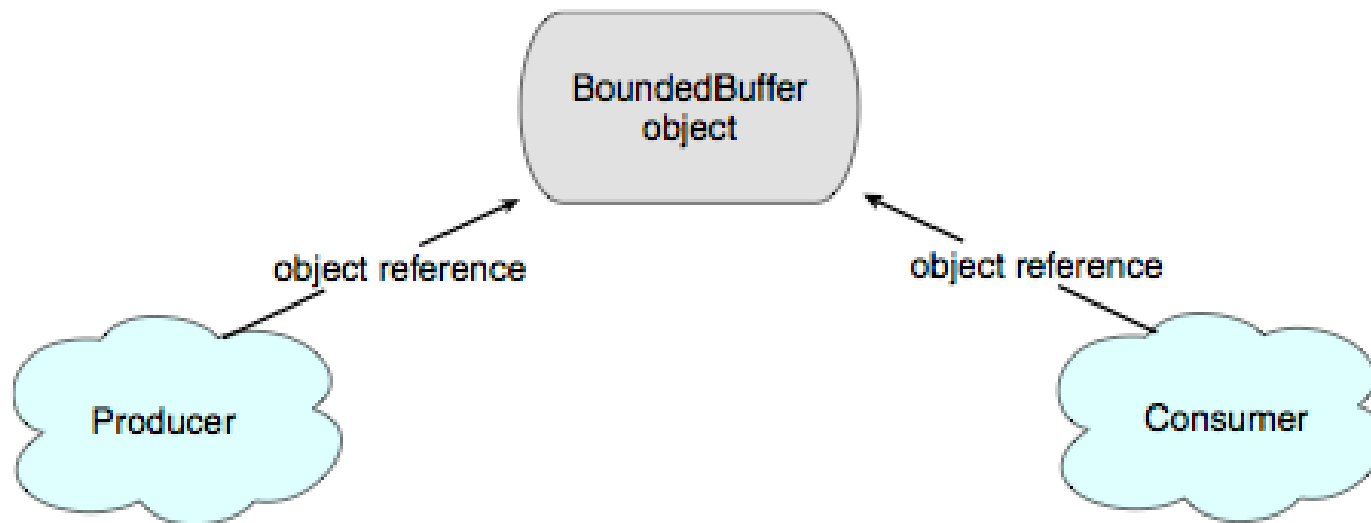 BoundedBuffer
object
object reference
object reference
Producer
Consumer